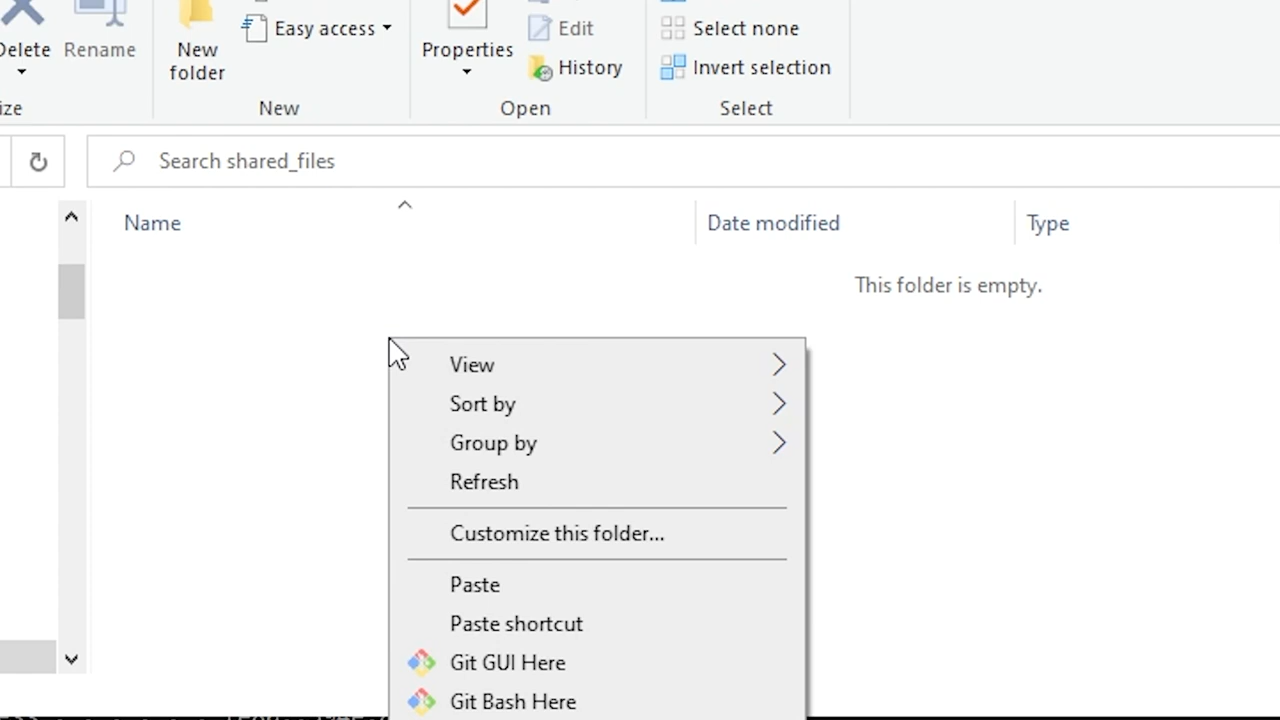 Easy access
Edit
Select none
Delete
Rename
New
folder
Properties
History
Invert selection
New
Open
Select
Search shared_files
Name
Date modified
Type
This folder is empty.
View
Sort by
Group by
Refresh
Customize this folder...
Paste
Paste shortcut
Git GUI Here
Git Bash Here